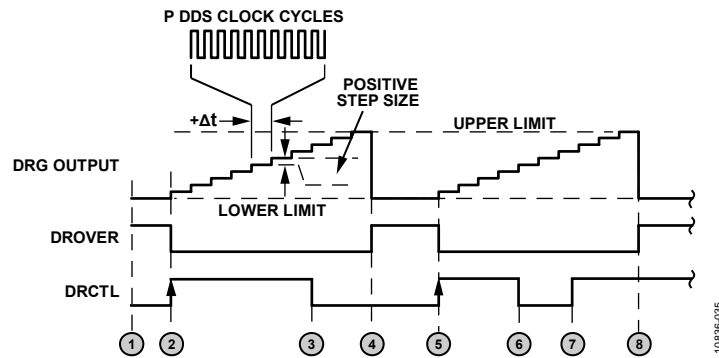 P DDS CLOCK CYCLES
POSITIVE
STEP SIZE
+Δt
UPPER LIMIT
DRG OUTPUT
LOWER LIMIT
DROVER
DRCTL
1 2 3 4 5 6 7 8
10836-035